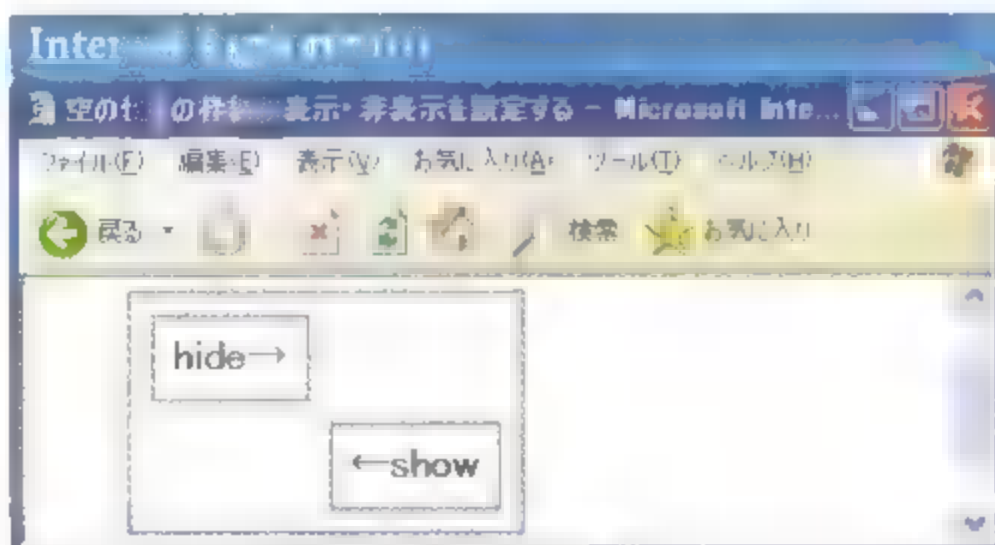 空の の枠 表示・非表示を設定する - Microsoft Inte...
ファイル(F) 編集(E) 表示(V) お気に入り(A) ツール(T) ヘルプ(H)
戻る 検索 お気に入り
hide→
←show